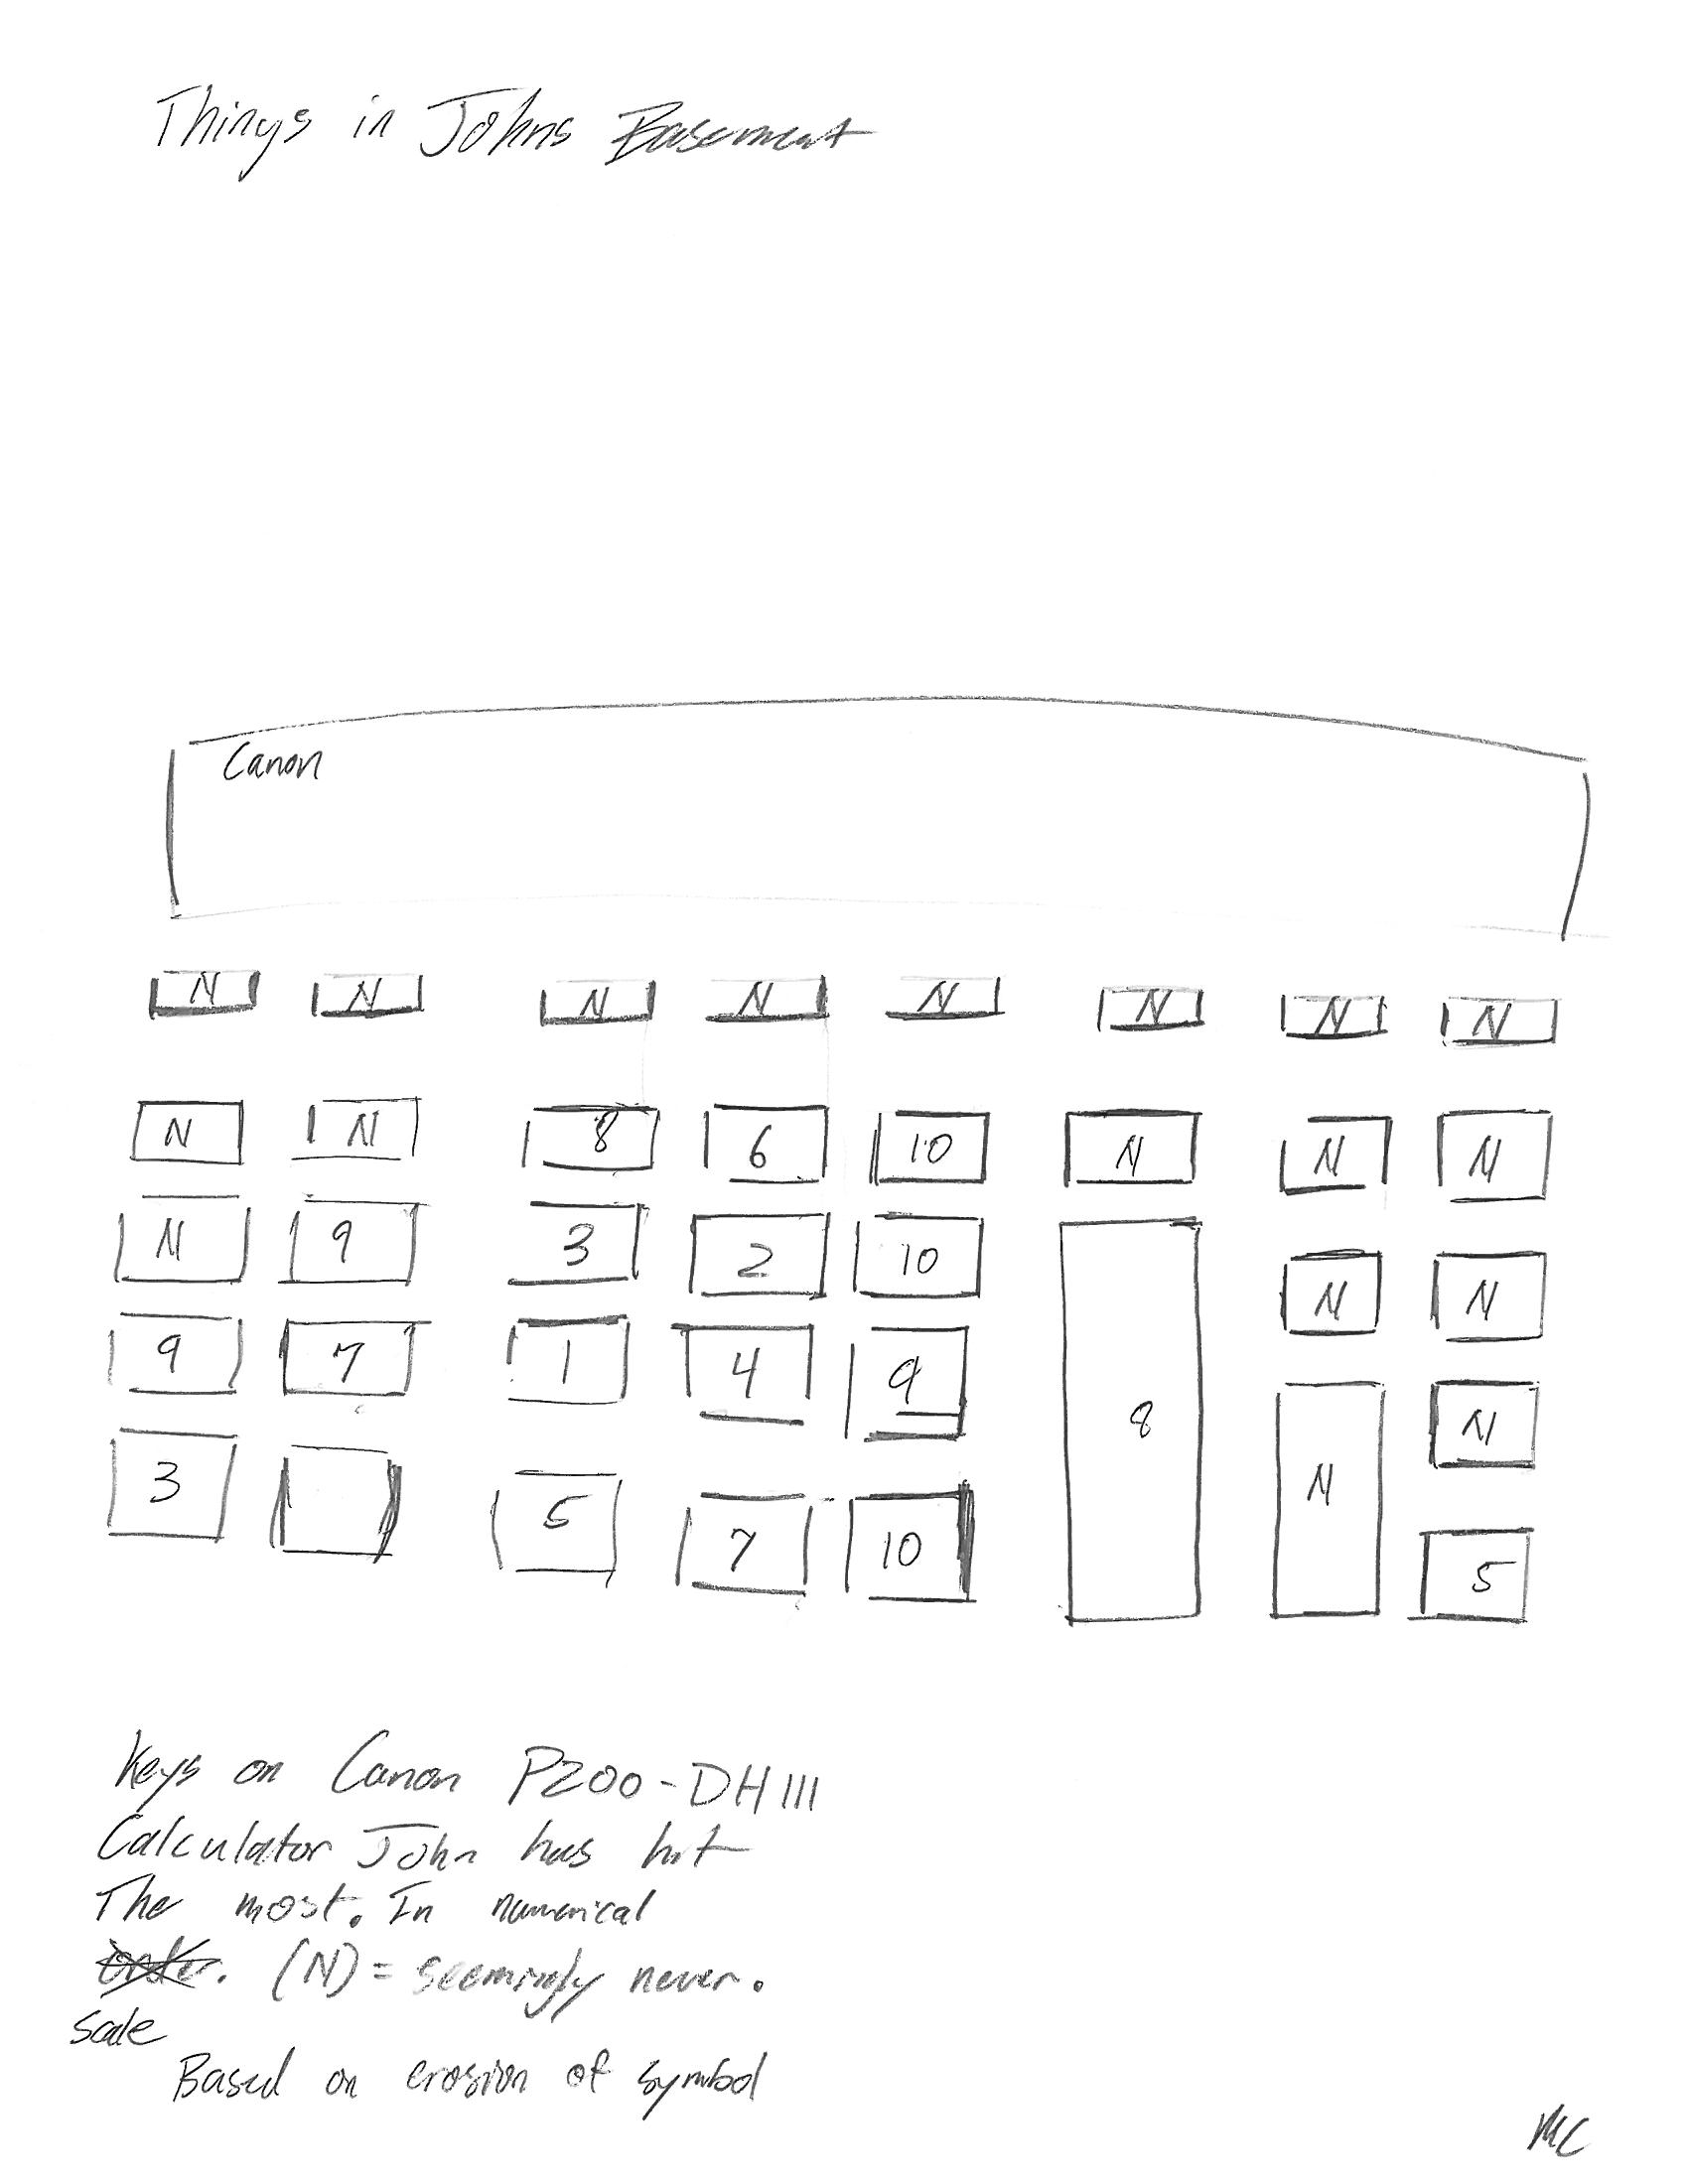 Things in Johns Basement
Canon
N N N N N N N N
N N 8 6 10 N N N
N 9 3 2 10 8 N N
9 7 1 4 9 N N
3 5 7 10 5
Keys on Canon P200-DH III
Calculator John has hit
The most. In numerical
order. (N) = seemingly never.
Scale
Based on erosion of symbol
MC